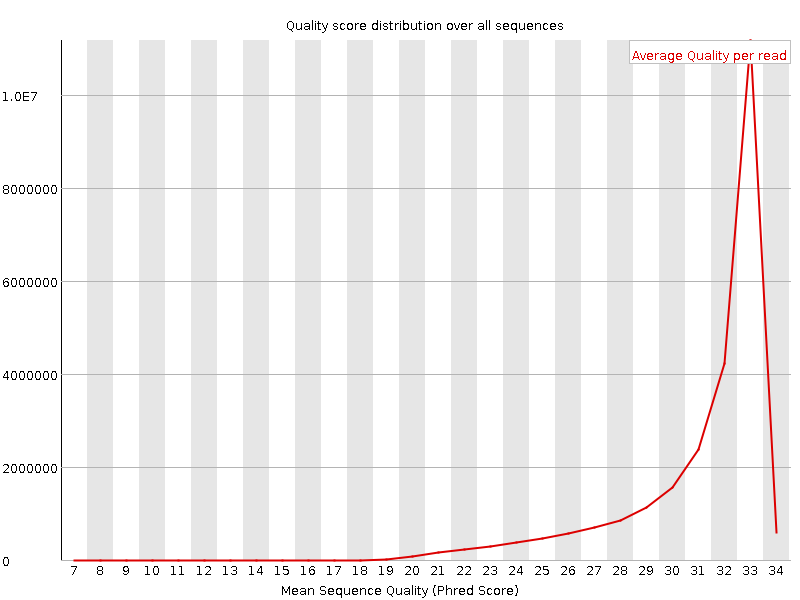 Quality score distribution over all sequences
Average Quality per read
1.0E7
8000000
6000000
4000000
2000000
0
7 8 9 10 11 12 13 14 15 16 17 18 19 20 21 22 23 24 25 26 27 28 29 30 31 32 33 34
Mean Sequence Quality (Phred Score)